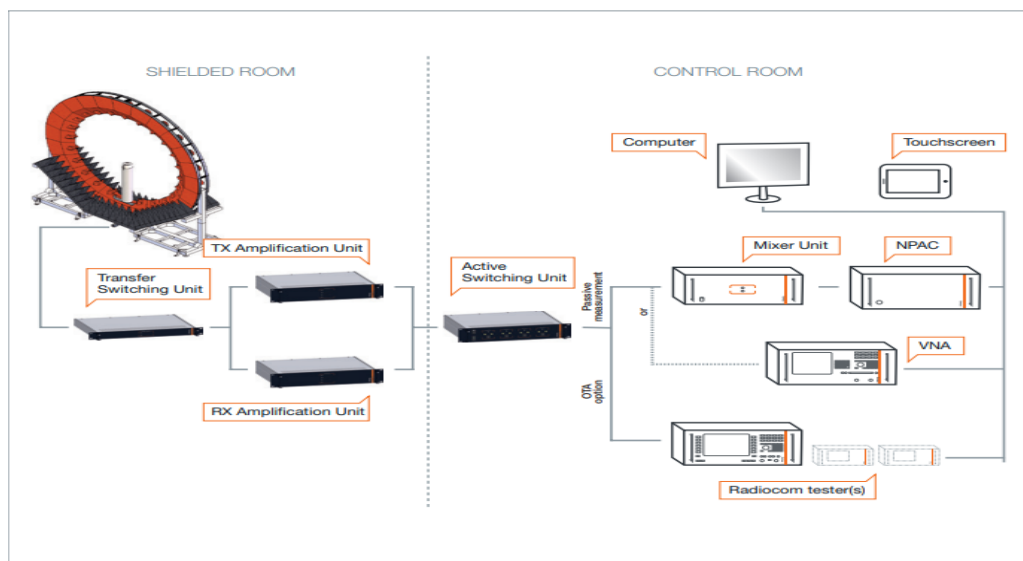 SHIELDED ROOM
CONTROL ROOM
Computer
Touchscreen
TX Amplification Unit
Mixer Unit
NPAC
Transfer
Switching Unit
Active
Switching Unit
Passive
measurement
or
VNA
OTA
option
RX Amplification Unit
Radiocom tester(s)